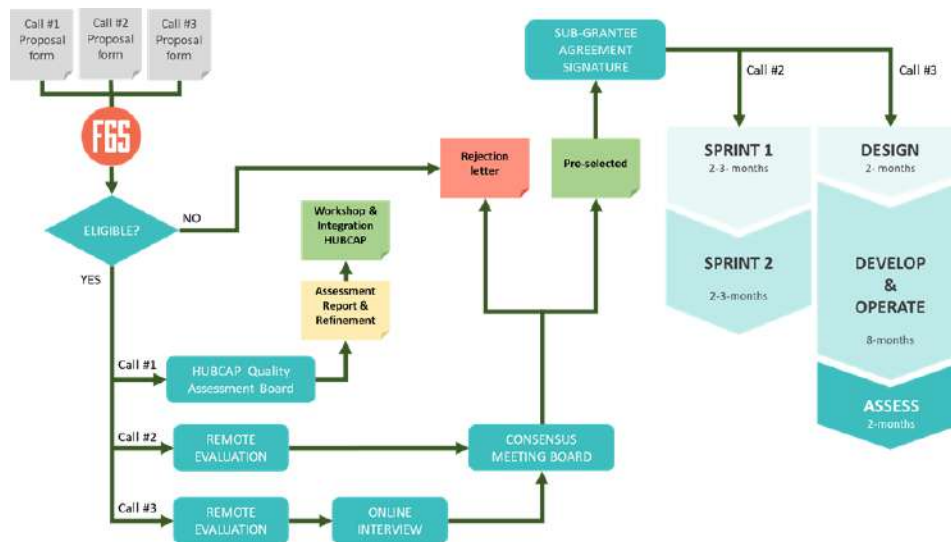 Call #1
Proposal
form
Call #2
Proposal
form
Call #3
Proposal
form
F6S
ELIGIBLE?
NO
YES
Rejection
letter
Pre-selected
SUB-GRANTEE
AGREEMENT
SIGNATURE
Call #2
Call #3
Workshop &
Integration
HUBCAP
Assessment
Report &
Refinement
Call #1
HUBCAP Quality
Assessment Board
Call #2
REMOTE
EVALUATION
CONSENSUS
MEETING BOARD
Call #3
REMOTE
EVALUATION
ONLINE
INTERVIEW
SPRINT 1
2-3- months
SPRINT 2
2-3-months
DESIGN
2- months
DEVELOP
&
OPERATE
8-months
ASSESS
2-months